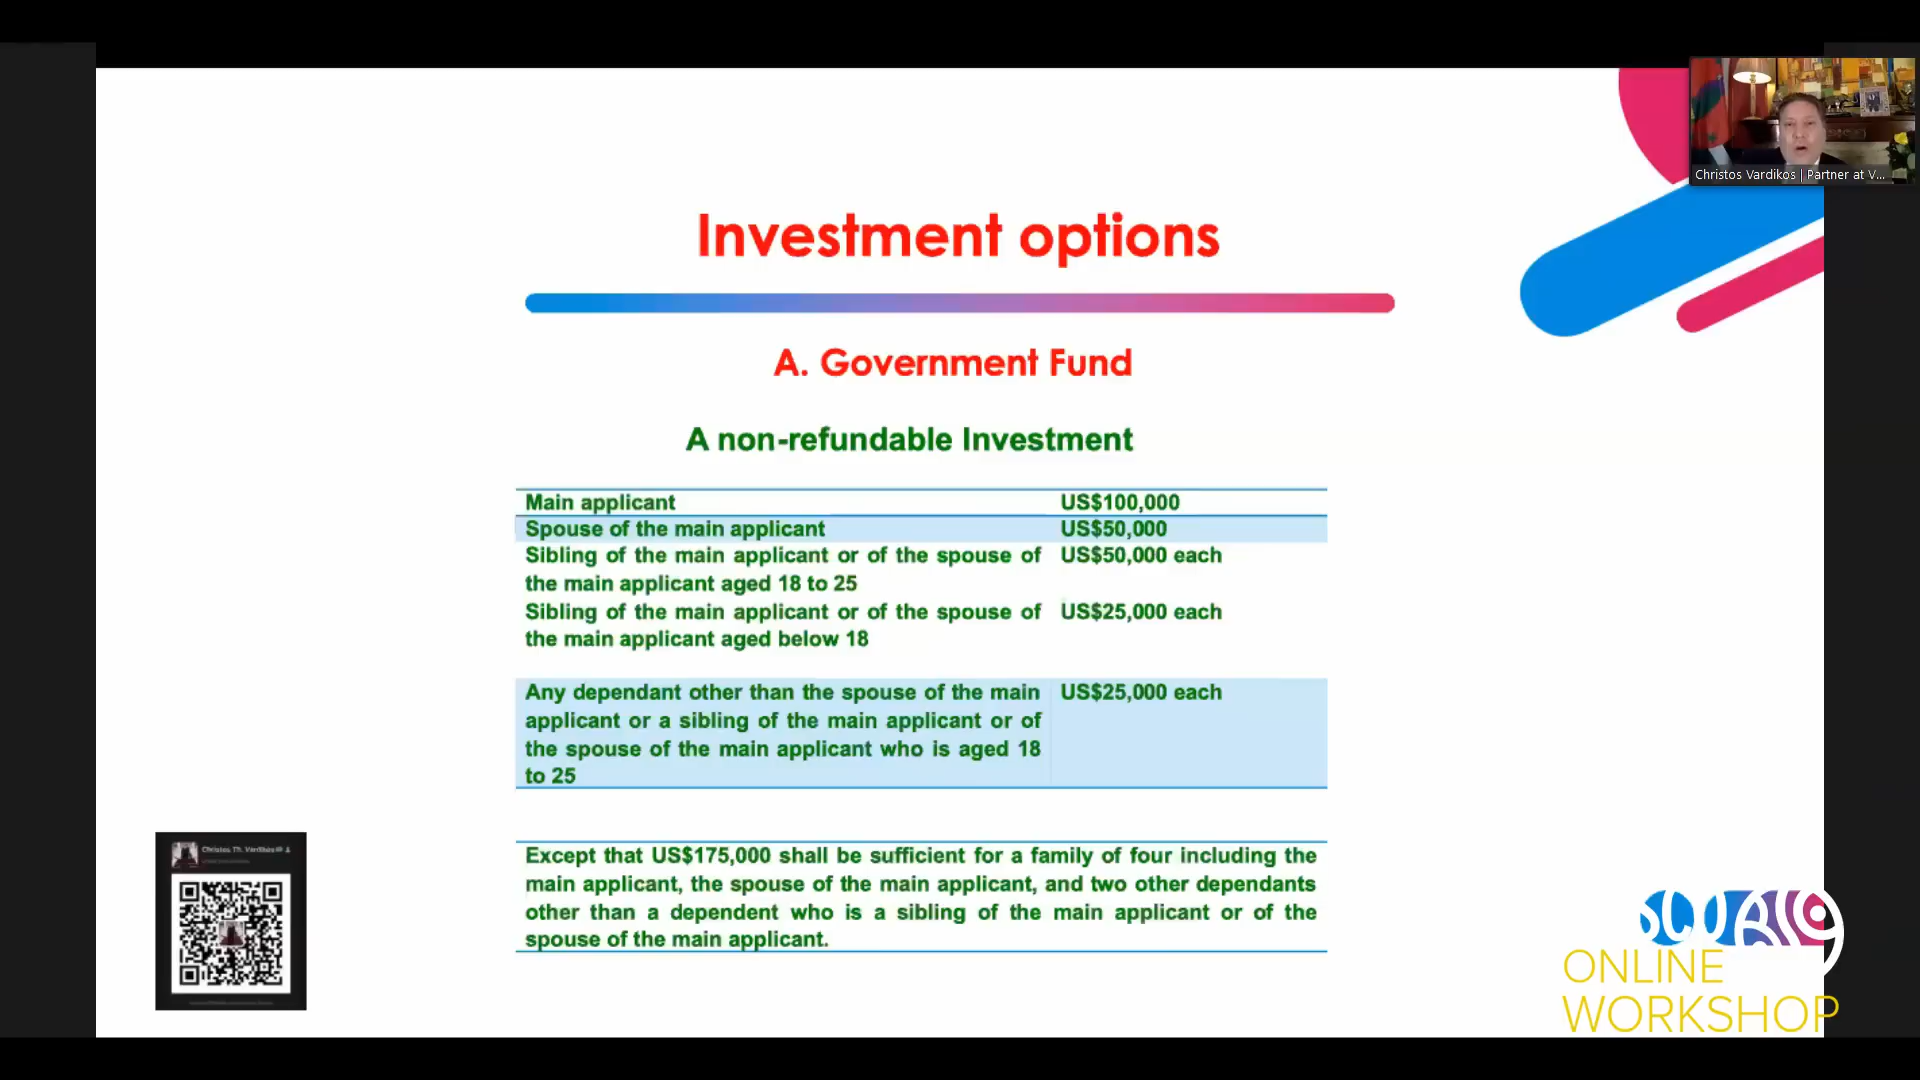 Christos Vardikos | Partner at V...
Investment options
A. Government Fund
A non-refundable Investment
Main applicant US$100,000
Spouse of the main applicant US$50,000
Sibling of the main applicant or of the spouse of US$50,000 each
the main applicant aged 18 to 25
Sibling of the main applicant or of the spouse of US$25,000 each
the main applicant aged below 18
Any dependant other than the spouse of the main US$25,000 each
applicant or a sibling of the main applicant or of
the spouse of the main applicant who is aged 18
to 25
Except that US$175,000 shall be sufficient for a family of four including the
main applicant, the spouse of the main applicant, and two other dependants
other than a dependent who is a sibling of the main applicant or of the
spouse of the main applicant.
Christos Th. Vardikos
ONLINE
WORKSHOP